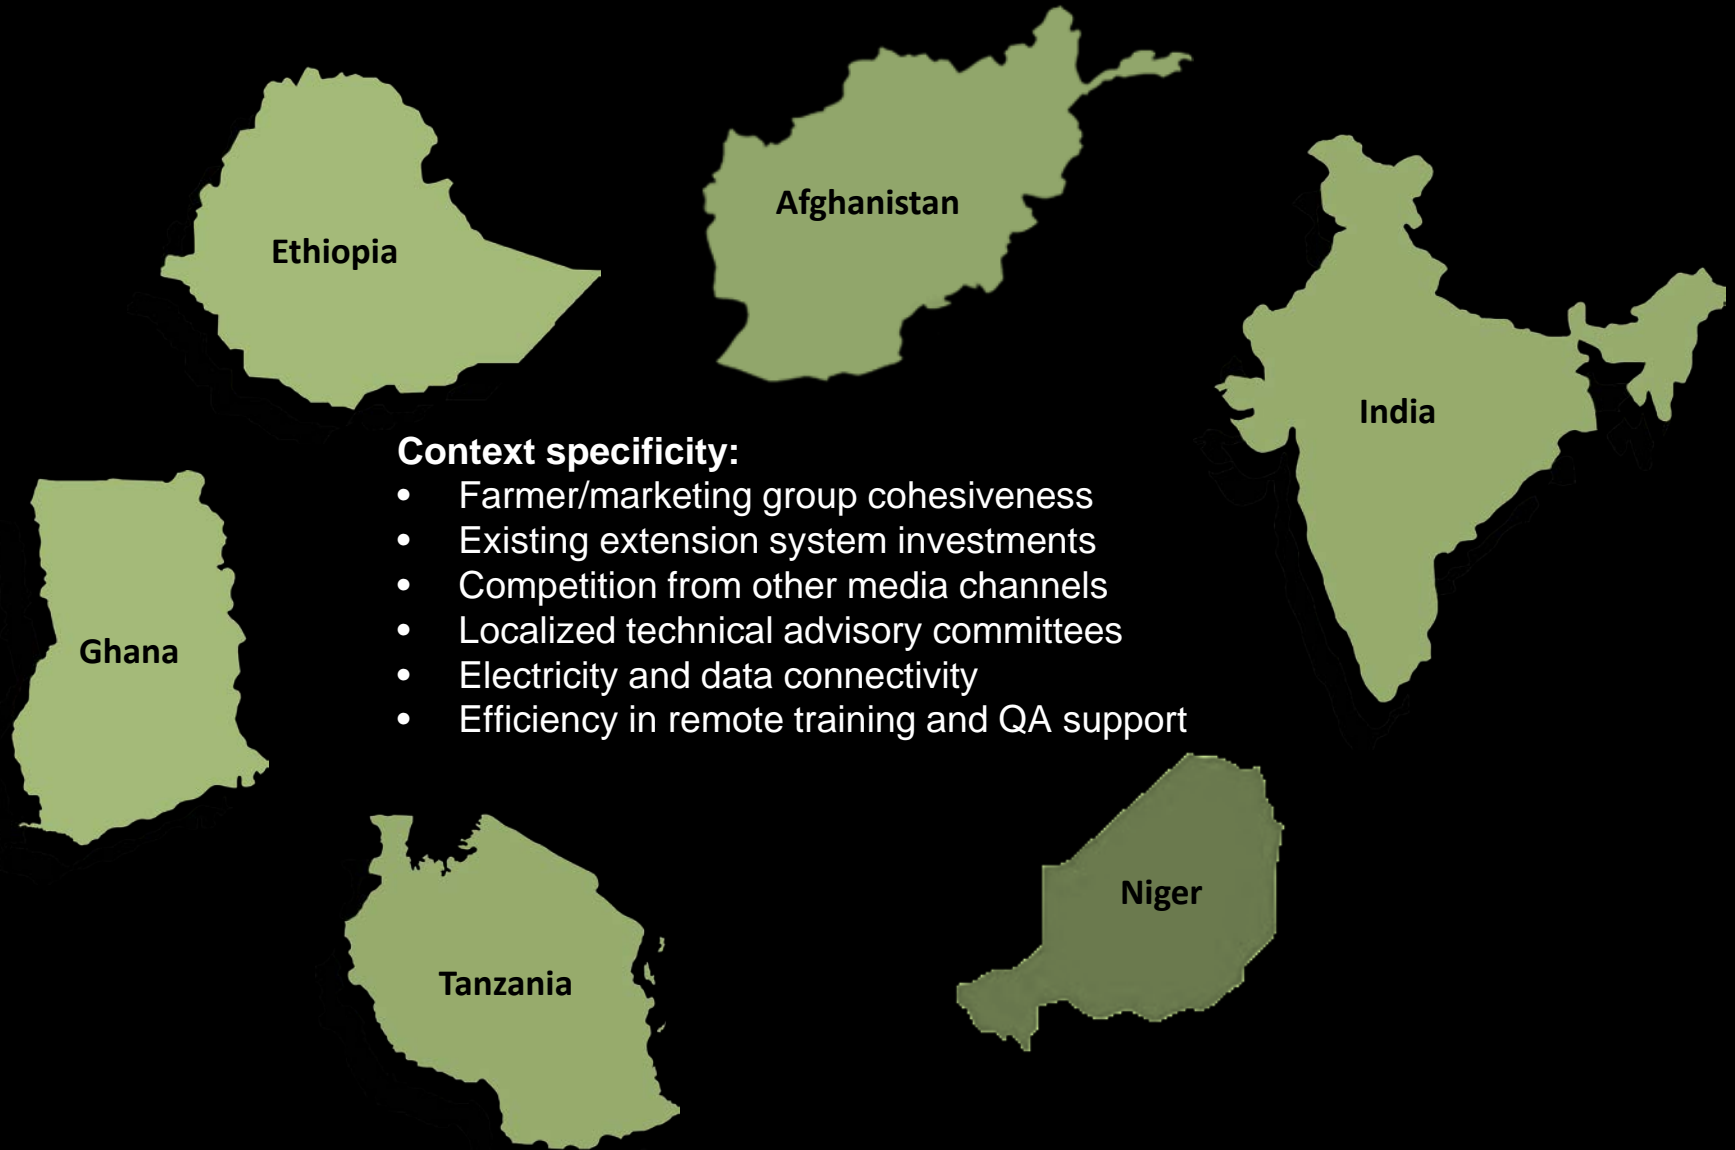 Afghanistan
Ethiopia
India
Context specificity:
• Farmer/marketing group cohesiveness
• Existing extension system investments
• Competition from other media channels
• Localized technical advisory committees
• Electricity and data connectivity
• Efficiency in remote training and QA support
Ghana
Niger
Tanzania